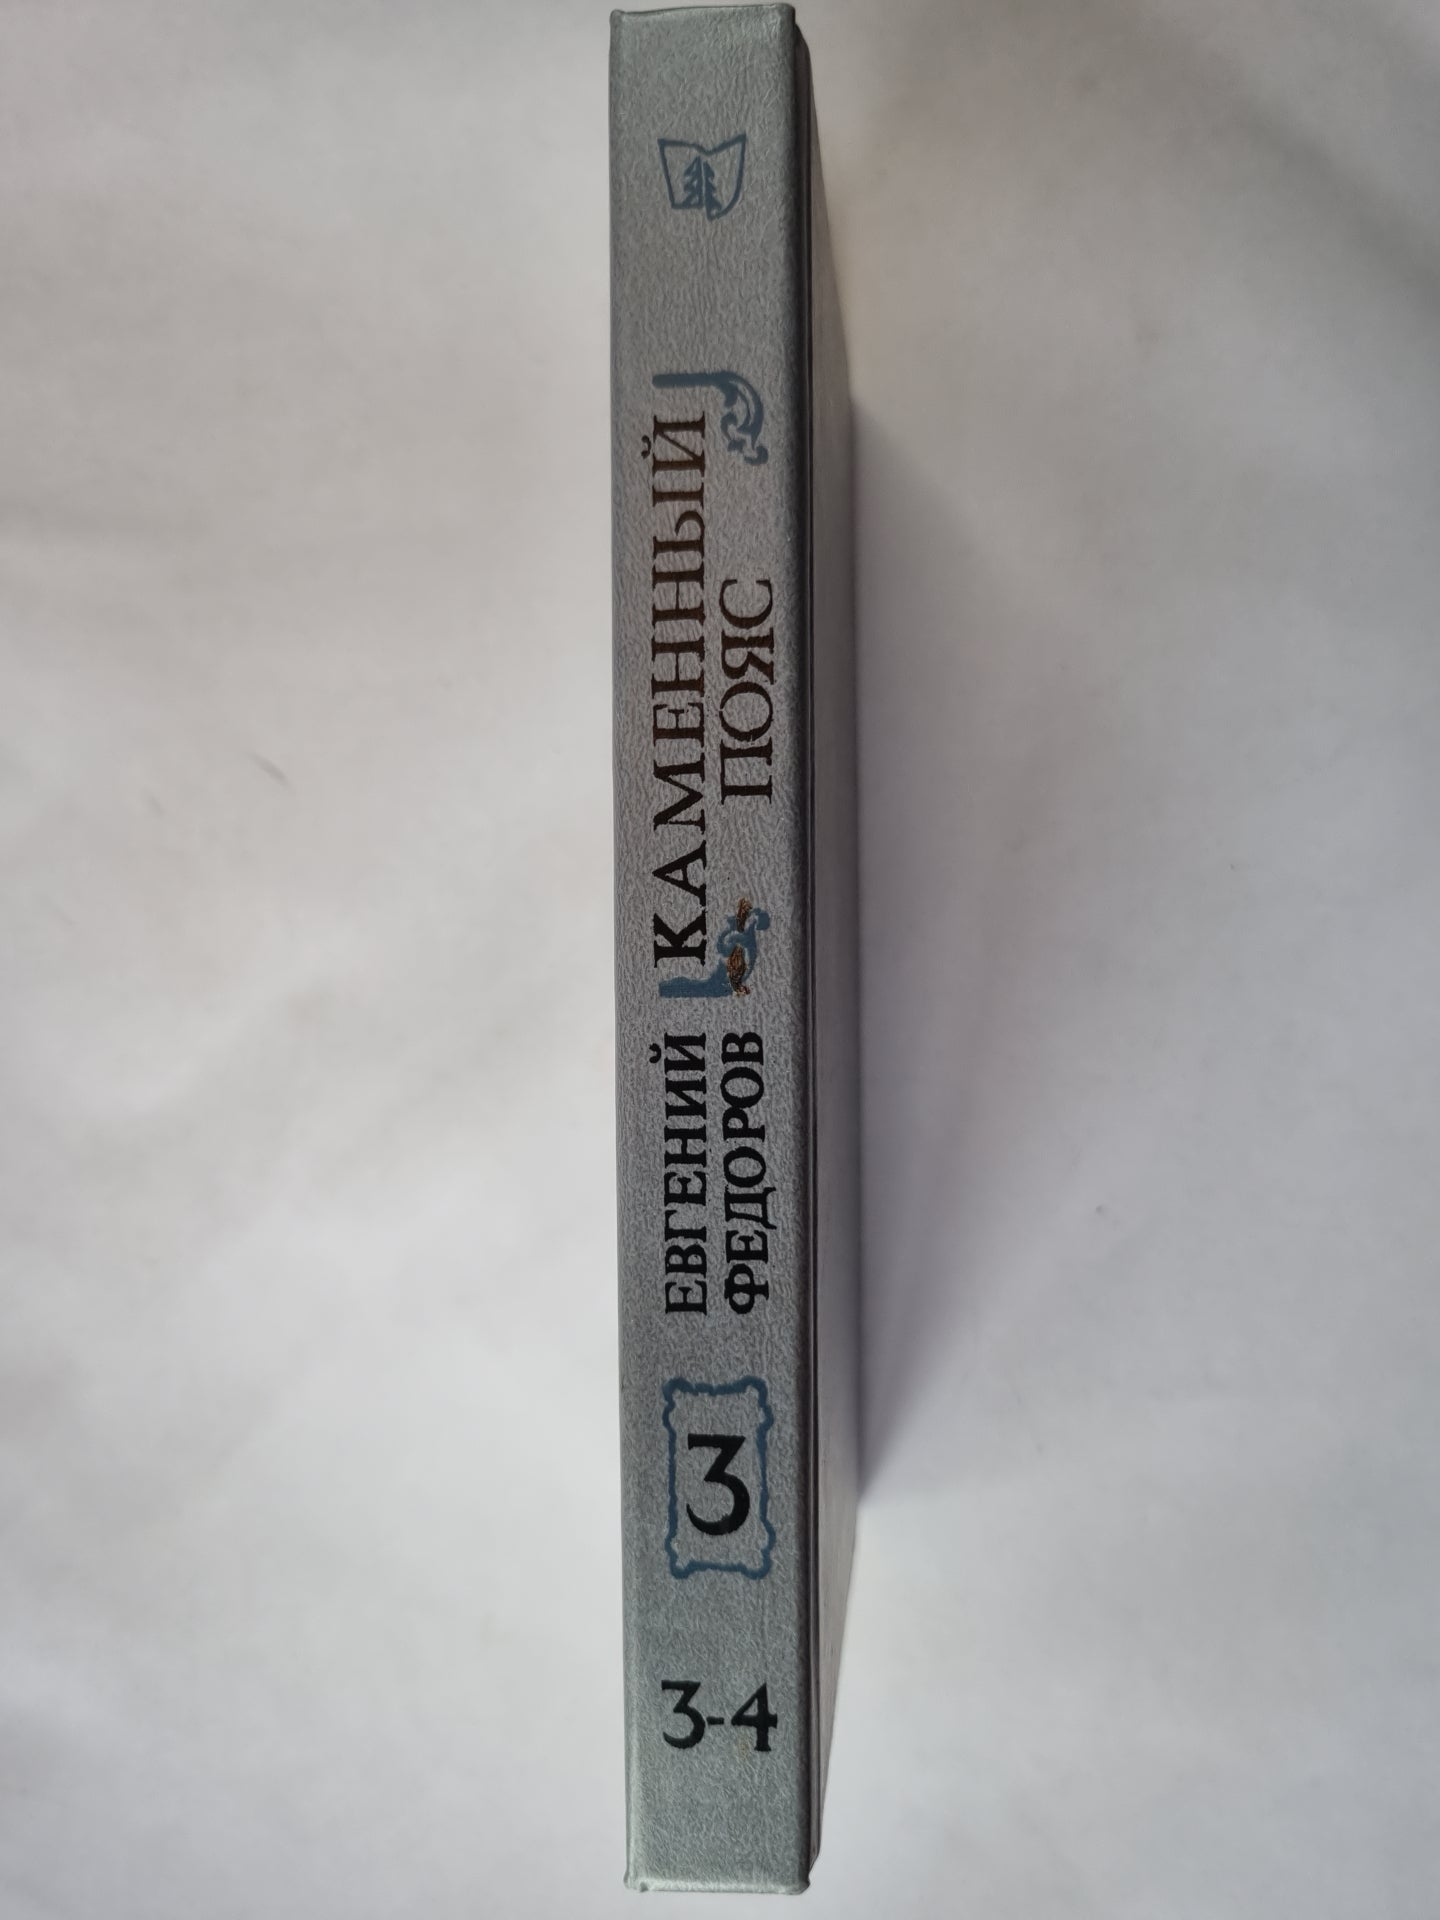 3-4
3
ЕВГЕНИЙ
ФЕДОРОВ
КАМЕННЫЙ
ПОЯС